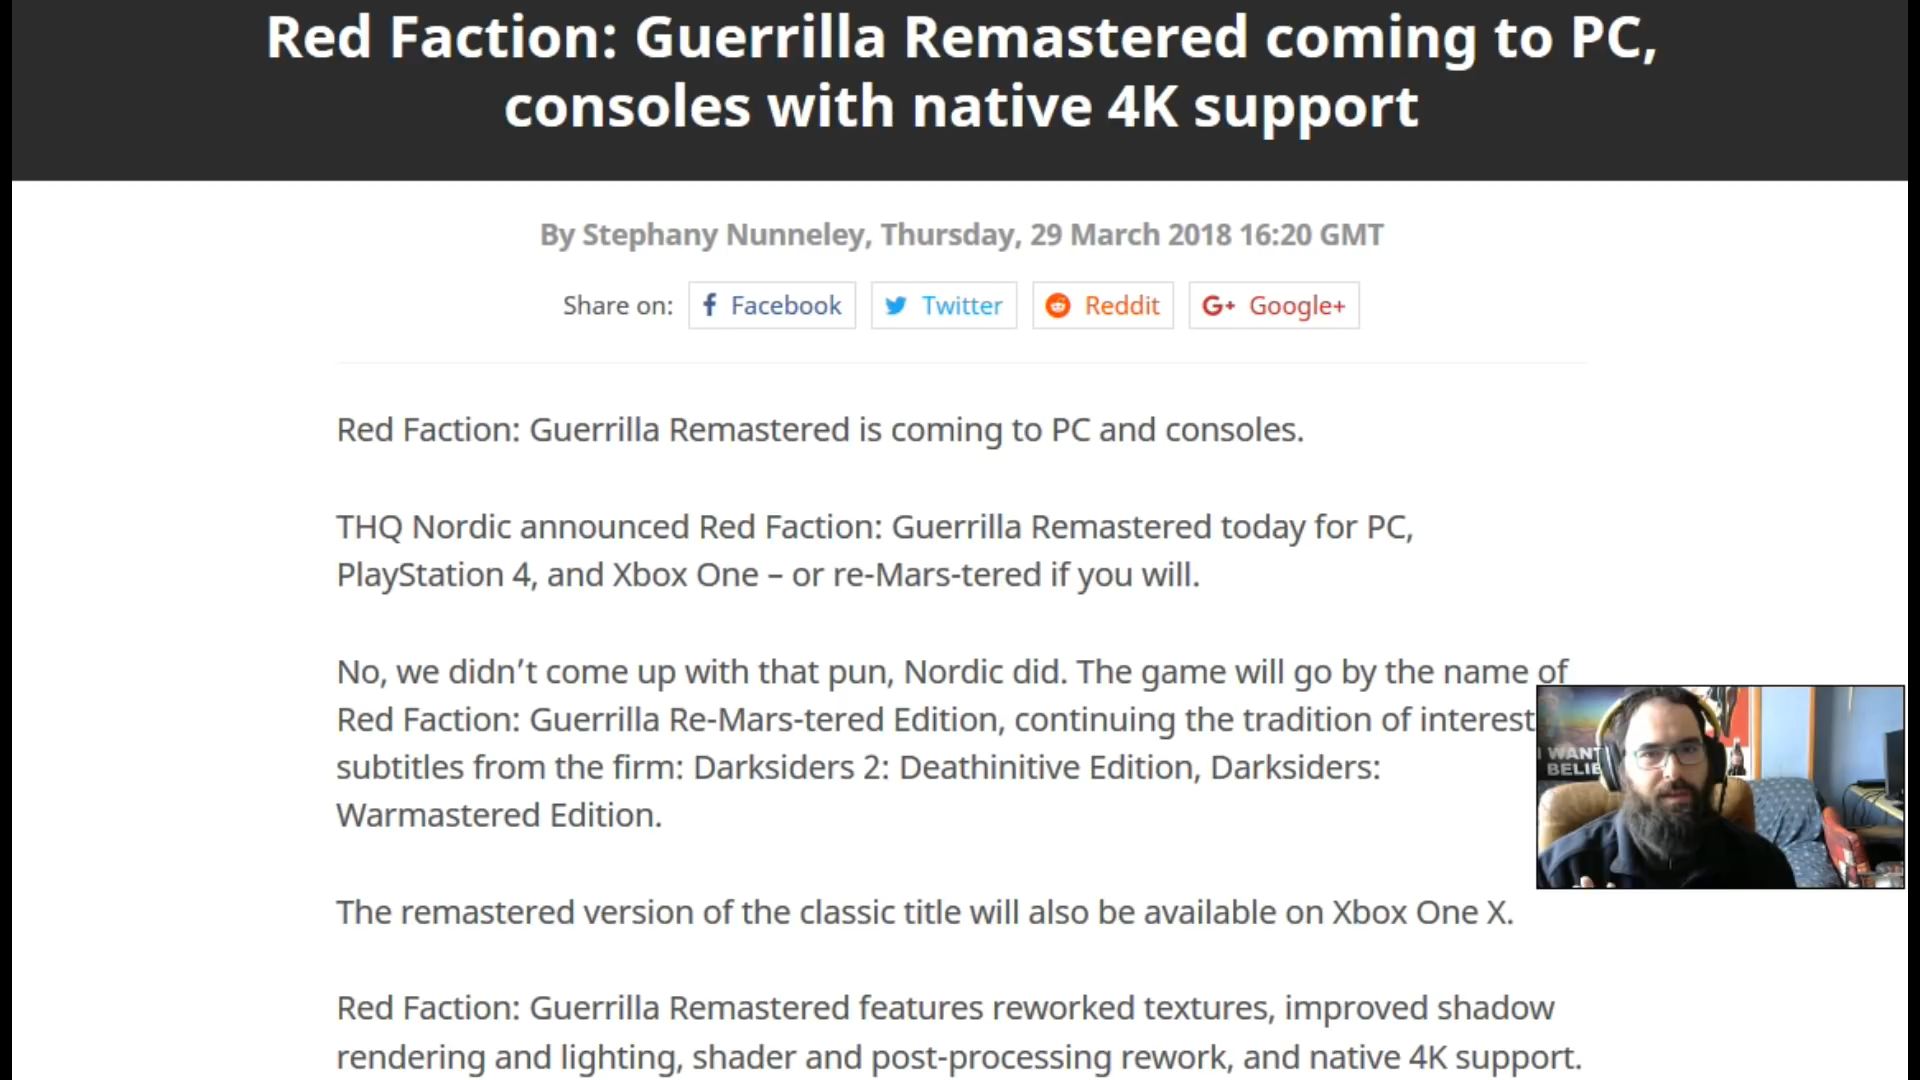 Red Faction: Guerrilla Remastered coming to PC,
consoles with native 4K support
By Stephany Nunneley, Thursday, 29 March 2018 16:20 GMT
Share on: Facebook Twitter Reddit Google+
Red Faction: Guerrilla Remastered is coming to PC and consoles.
THQ Nordic announced Red Faction: Guerrilla Remastered today for PC,
PlayStation 4, and Xbox One – or re-Mars-tered if you will.
No, we didn’t come up with that pun, Nordic did. The game will go by the name of
Red Faction: Guerrilla Re-Mars-tered Edition, continuing the tradition of interest
subtitles from the firm: Darksiders 2: Deathinitive Edition, Darksiders:
Warmastered Edition.
I WANT
BELIE
The remastered version of the classic title will also be available on Xbox One X.
Red Faction: Guerrilla Remastered features reworked textures, improved shadow
rendering and lighting, shader and post-processing rework, and native 4K support.